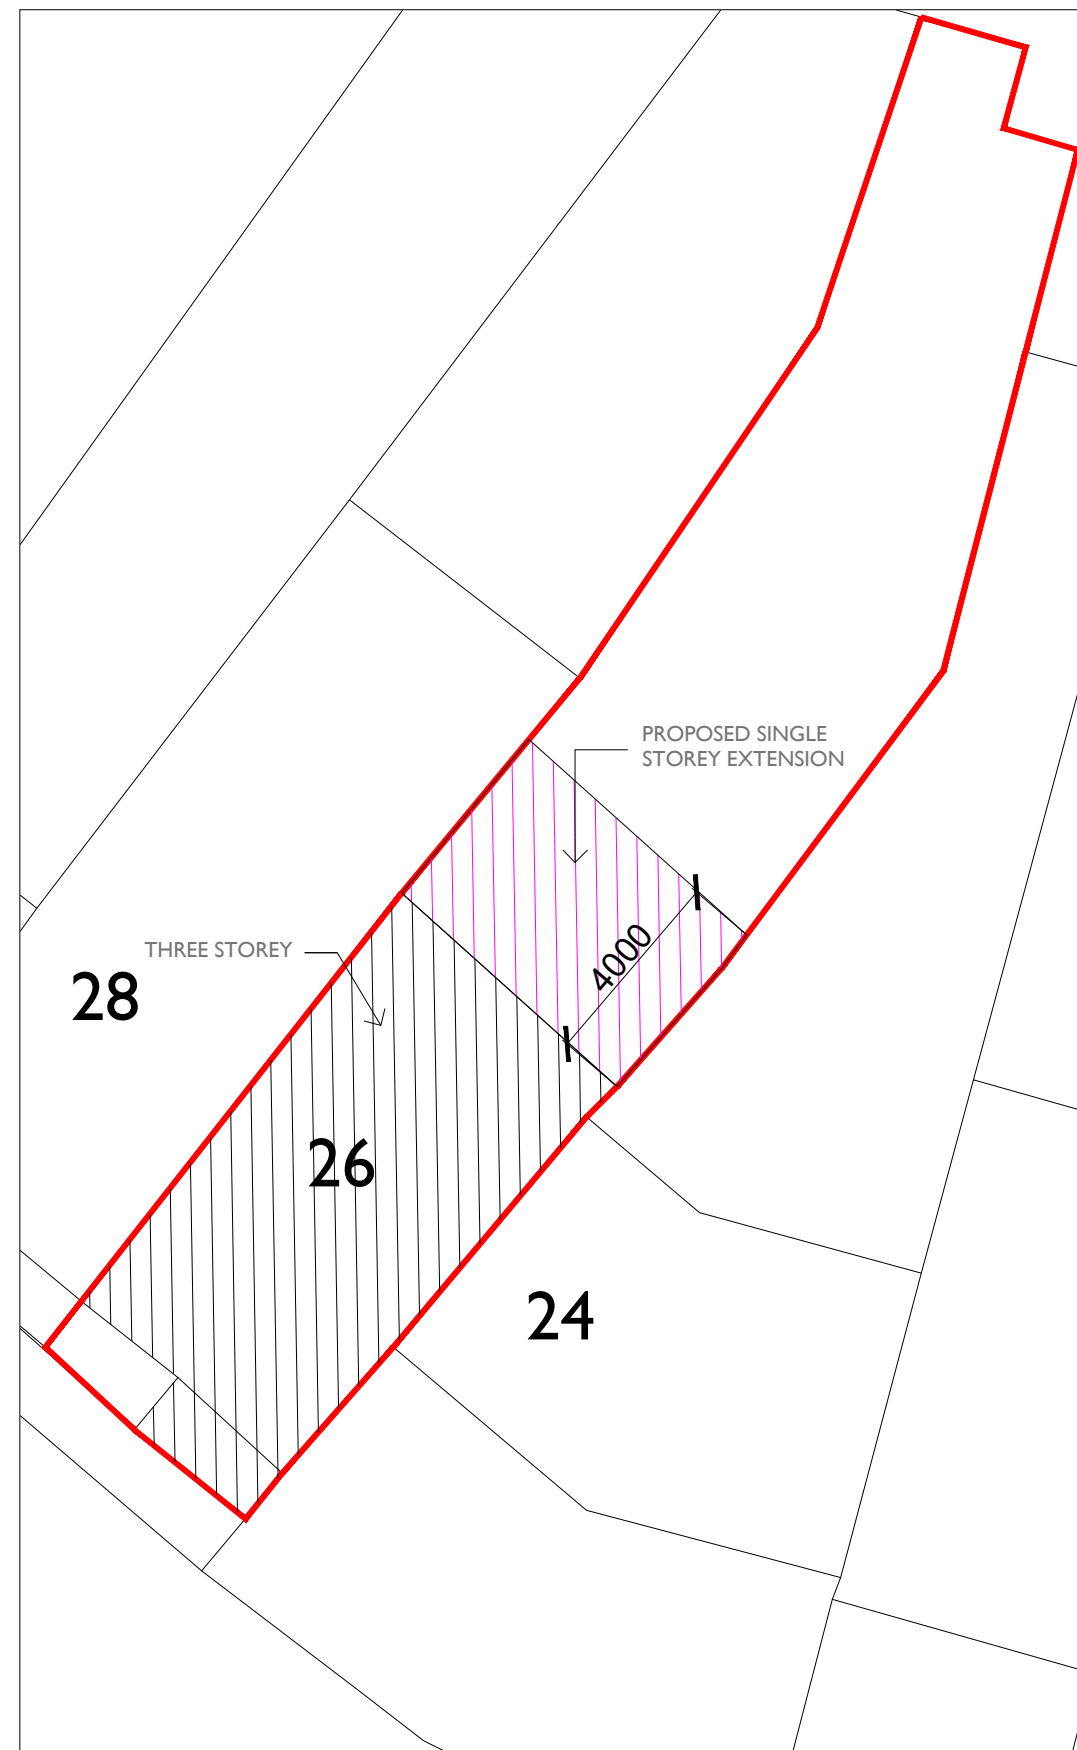 PROPOSED SINGLE
STOREY EXTENSION
4000
THREE STOREY
28
26
24